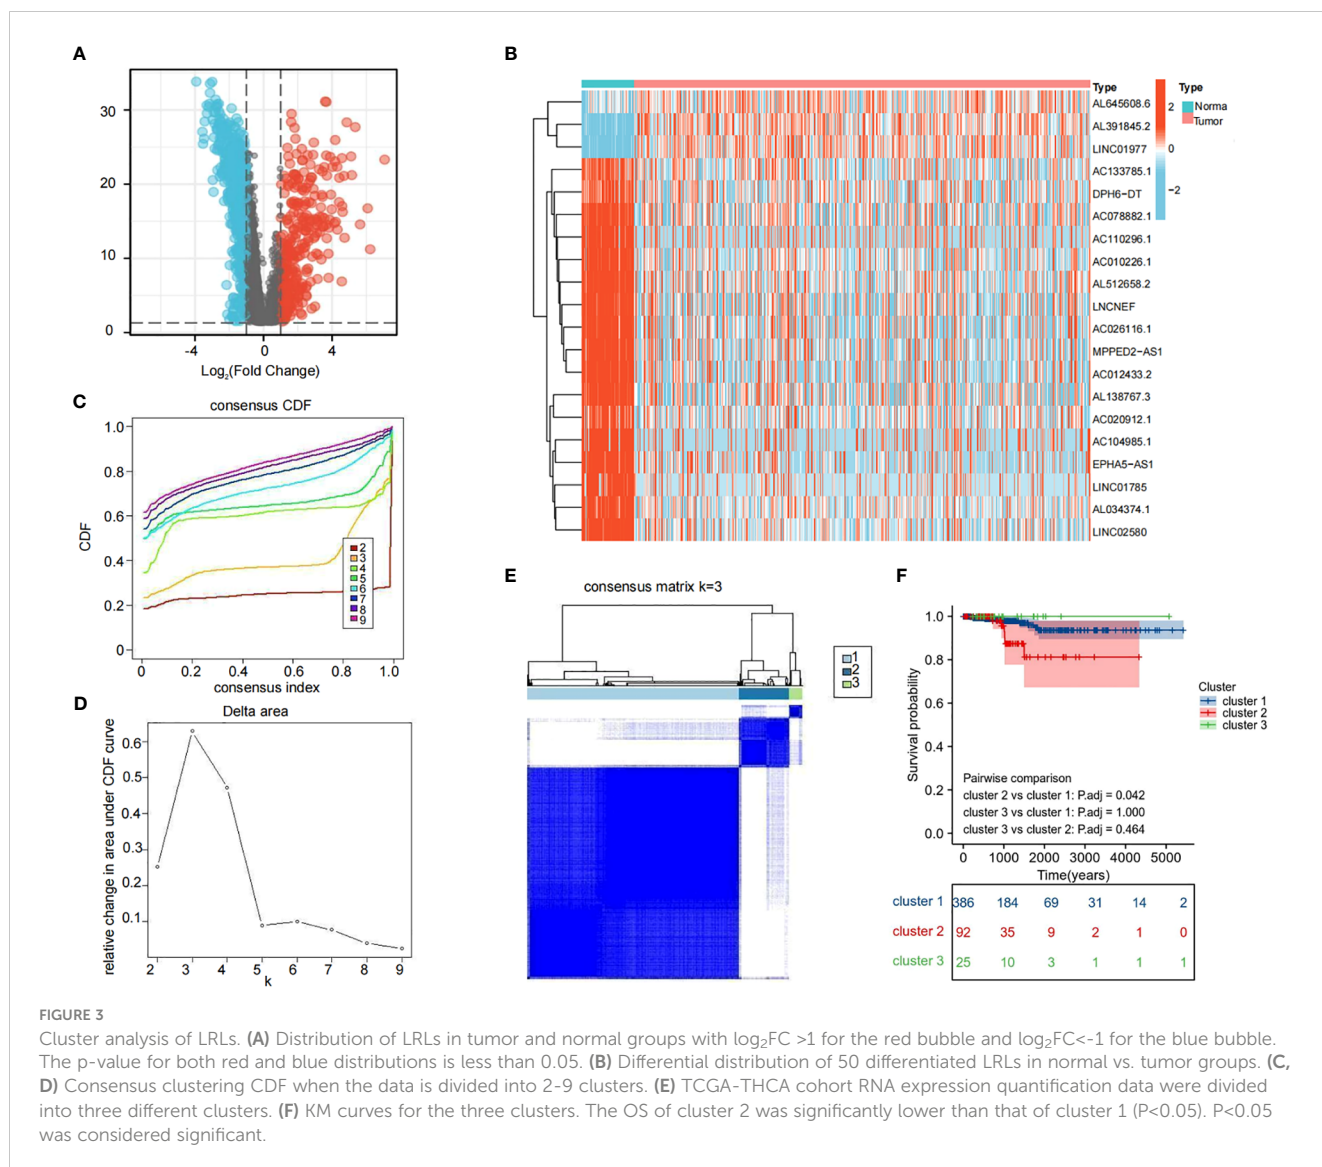 A
30
20
10
0
-4
0
4
Log2(Fold Change)
B
Type
AL645608.6
AL391845.2
LINC01977
AC133785.1
DPH6-DT
AC078882.1
AC110296.1
AC010226.1
AL512658.2
LNCNEF
AC026116.1
MPPED2-AS1
AC012433.2
AL138767.3
AC020912.1
AC104985.1
EPHA5-AS1
LINC01785
AL034374.1
LINC02580
2
0
-2
Type
Norma
Tumor
C
consensus CDF
CDF
1.0
0.8
0.6
0.4
0.2
0
0.0
0.2
0.4
0.6
0.8
1.0
consensus index
2
3
4
5
6
7
8
9
D
Delta area
relative change in area under CDF curve
0.6
0.5
0.4
0.3
0.2
0.1
2 3 4 5 6 7 8 9
k
E
consensus matrix k=3
1
2
3
F
Survival probability
1.0
0.8
0.6
0.4
0.2
0.0
Pairwise comparison
cluster 2 vs cluster 1: P.adj = 0.042
cluster 3 vs cluster 1: P.adj = 1.000
cluster 3 vs cluster 2: P.adj = 0.464
0 1000 2000 3000 4000 5000
Time(years)
Cluster
cluster 1
cluster 2
cluster 3
cluster 1 386 184 69 31 14 2
cluster 2 92 35 9 2 1 0
cluster 3 25 10 3 1 1 1
FIGURE 3
Cluster analysis of LRLs. (A) Distribution of LRLs in tumor and normal groups with log2FC >1 for the red bubble and log2FC<-1 for the blue bubble.
The p-value for both red and blue distributions is less than 0.05. (B) Differential distribution of 50 differentiated LRLs in normal vs. tumor groups. (C,
D) Consensus clustering CDF when the data is divided into 2-9 clusters. (E) TCGA-THCA cohort RNA expression quantification data were divided
into three different clusters. (F) KM curves for the three clusters. The OS of cluster 2 was significantly lower than that of cluster 1 (P<0.05). P<0.05
was considered significant.